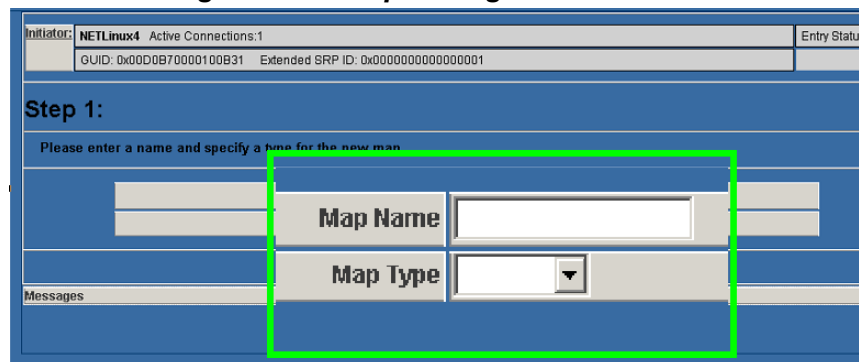 Initiator: NETLinux4 Active Connections:1 Entry Statu
GUID: 0x00D0B70000100B31 Extended SRP ID: 0x0000000000000001
Step 1:
Please enter a name and specify a type for the new map
Map Name
Map Type
Messages